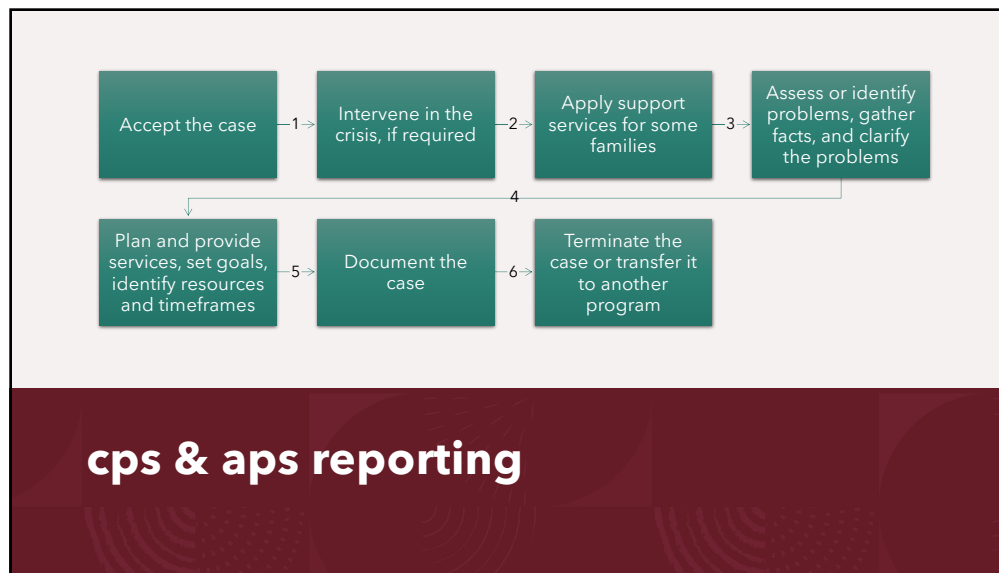 Accept the case
1
Intervene in the
crisis, if required
2
Apply support
services for some
families
3
Assess or identify
problems, gather
facts, and clarify
the problems
4
Plan and provide
services, set goals,
identify resources
and timeframes
5
Document the
case
6
Terminate the
case or transfer it
to another
program
cps & aps reporting